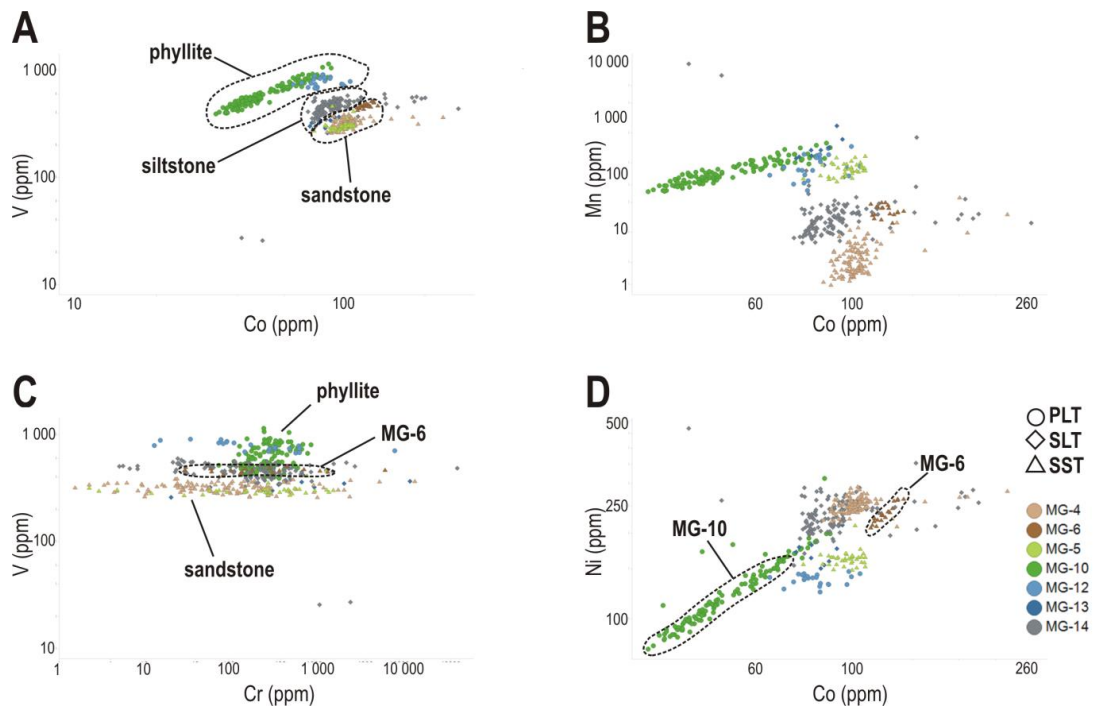 A
phyllite
1 000
V (ppm)
100
10
siltstone
sandstone
10
100
Co (ppm)
B
10 000
1 000
Mn (ppm)
100
10
1
60
100
260
Co (ppm)
C
phyllite
MG-6
1 000
V (ppm)
100
10
sandstone
1
10
100
1 000
10 000
Cr (ppm)
D
500
Ni (ppm)
250
100
MG-10
MG-6
60
100
260
Co (ppm)
PLT
SLT
SST
MG-4
MG-6
MG-5
MG-10
MG-12
MG-13
MG-14